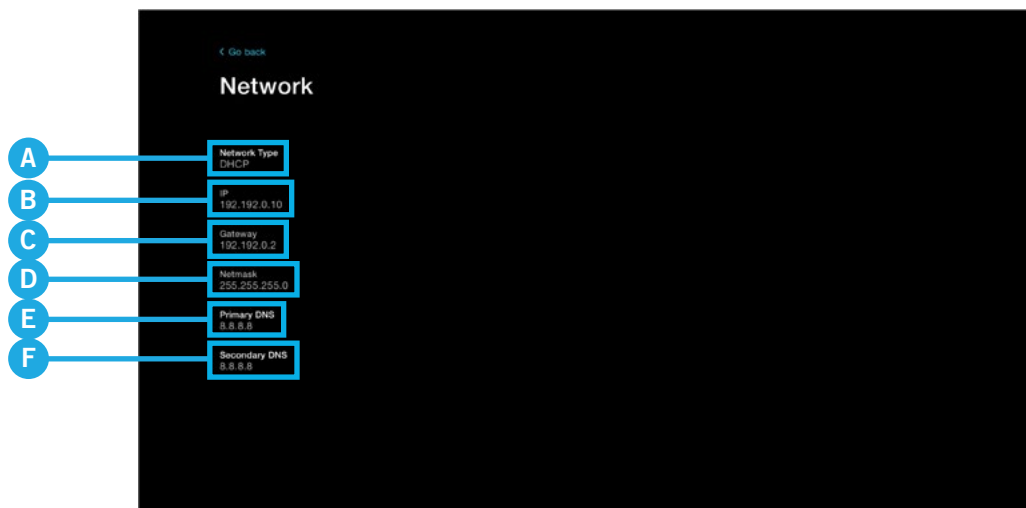 < Go back
Network
A
Network Type
DHCP
B
IP
192.192.0.10
C
Gateway
192.192.0.2
D
Netmask
255.255.255.0
E
Primary DNS
8.8.8.8
F
Secondary DNS
8.8.8.8